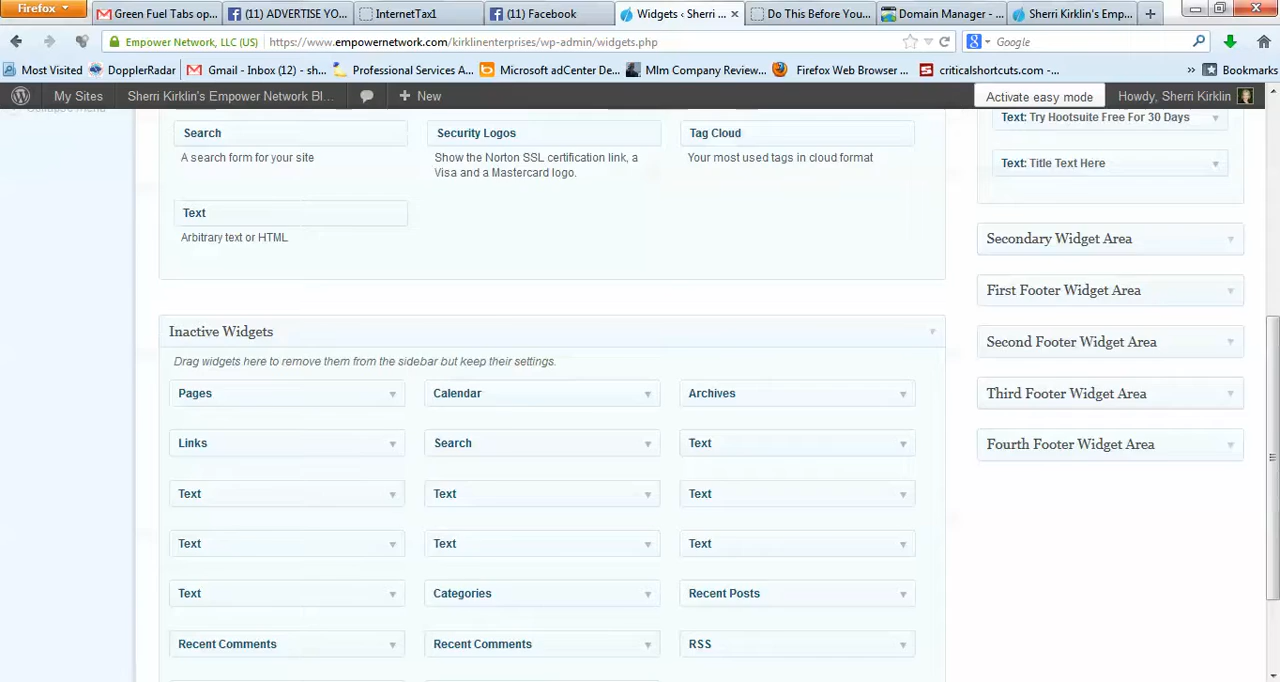 Firefox
Green Fuel Tabs op...
(11) ADVERTISE YO...
InternetTax1
(11) Facebook
Widgets ‹ Sherri ...
Do This Before You...
Domain Manager - ...
Sherri Kirklin's Emp...
Empower Network, LLC (US)
https://www.empowernetwork.com/kirklinenterprises/wp-admin/widgets.php
Google
Most Visited
DopplerRadar
Gmail - Inbox (12) - sh...
Professional Services A...
Microsoft adCenter De...
Mlm Company Review...
Firefox Web Browser ...
criticalshortcuts.com -...
Bookmarks
My Sites
Sherri Kirklin's Empower Network Bl...
New
Activate easy mode
Howdy, Sherri Kirklin
Collapse menu
Search
Security Logos
Tag Cloud
Text: Try Hootsuite Free For 30 Days
A search form for your site
Show the Norton SSL certification link, a
Visa and a Mastercard logo.
Your most used tags in cloud format
Text: Title Text Here
Text
Arbitrary text or HTML
Secondary Widget Area
First Footer Widget Area
Second Footer Widget Area
Third Footer Widget Area
Fourth Footer Widget Area
Inactive Widgets
Drag widgets here to remove them from the sidebar but keep their settings.
Pages
Calendar
Archives
Links
Search
Text
Text
Text
Text
Text
Text
Text
Text
Categories
Recent Posts
Recent Comments
Recent Comments
RSS